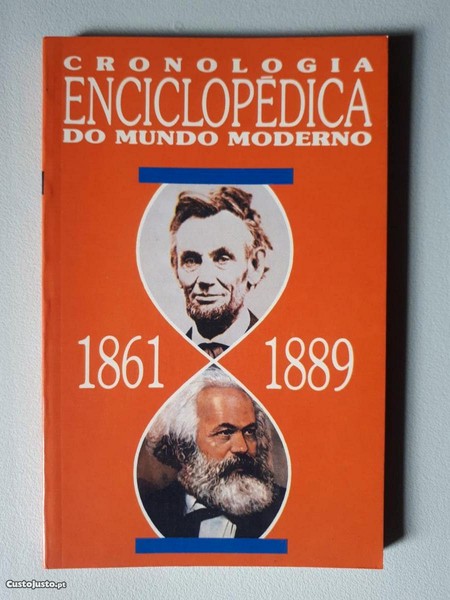 CRONOLOGIA
ENCICLOPÉDICA
DO MUNDO MODERNO
1861 1889
Custojusto.pt